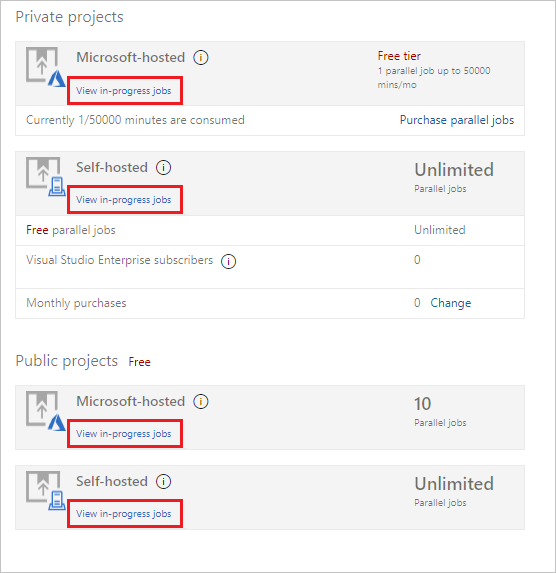 Private projects
Microsoft-hosted i
Free tier
1 parallel job up to 50000
mins/mo
View in-progress jobs
Currently 1/50000 minutes are consumed
Purchase parallel jobs
Self-hosted i
Unlimited
Parallel jobs
View in-progress jobs
Free parallel jobs
Unlimited
Visual Studio Enterprise subscribers i
0
Monthly purchases
0 Change
Public projects Free
Microsoft-hosted i
10
Parallel jobs
View in-progress jobs
Self-hosted i
Unlimited
Parallel jobs
View in-progress jobs